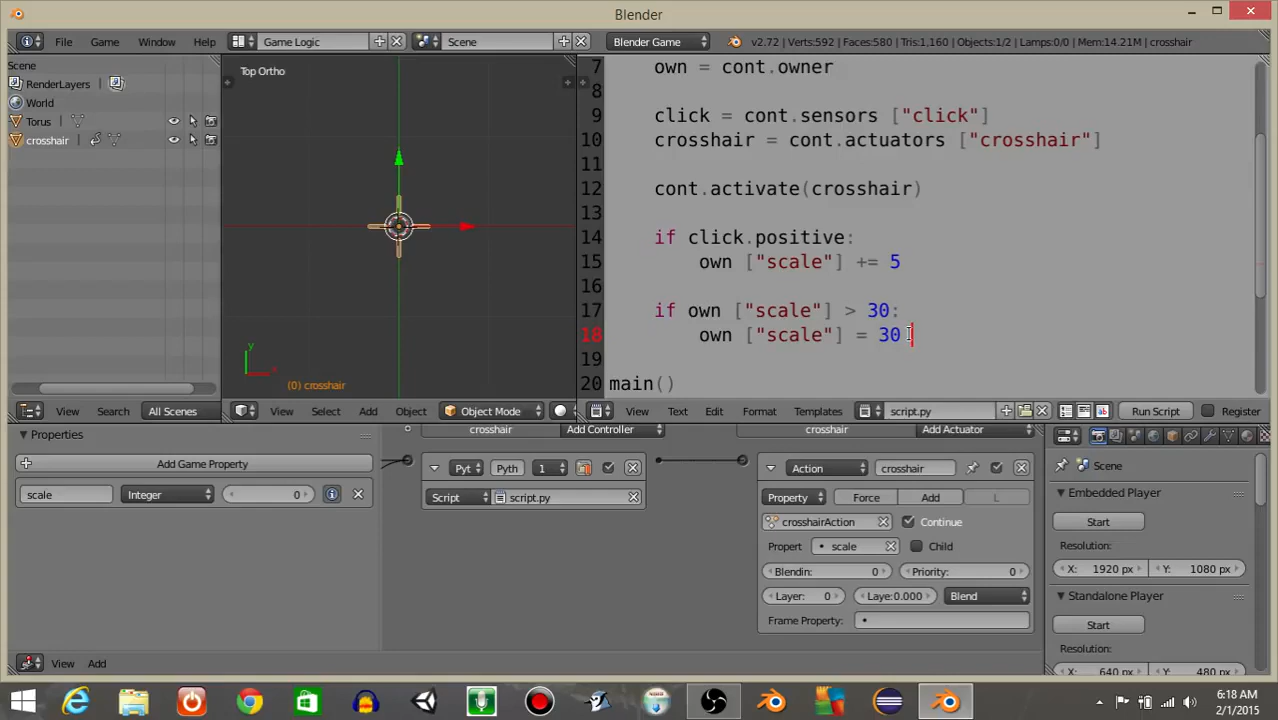 Blender
File Game Window Help Game Logic Scene Blender Game v2.72 | Verts:592 | Faces:580 | Tris:1,160 | Objects:1/2 | Lamps:0/0 | Mem:14.21M | crosshair
Scene
RenderLayers
World
Torus
crosshair
View Search All Scenes
Top Ortho
y
x
(0) crosshair
View Select Add Object Object Mode
7 own = cont.owner
8
9 click = cont.sensors ["click"]
10 crosshair = cont.actuators ["crosshair"]
11
12 cont.activate(crosshair)
13
14 if click.positive:
15 own ["scale"] += 5
16
17 if own ["scale"] > 30:
18 own ["scale"] = 30
19
20 main()
View Text Edit Format Templates script.py Run Script Register
Properties
Add Game Property
scale Integer 0
crosshair Add Controller
Pyt Pyth 1
Script script.py
crosshair Add Actuator
Action crosshair
Property Force Add L
crosshairAction Continue
Propert scale Child
Blendin: 0 Priority: 0
Layer: 0 Laye:0.000 Blend
Frame Property:
View Add
Scene
Embedded Player
Start
Resolution:
X: 1920 px Y: 1080 px
Standalone Player
Start
Resolution:
X: 640 px Y: 480 px
6:18 AM
2/1/2015